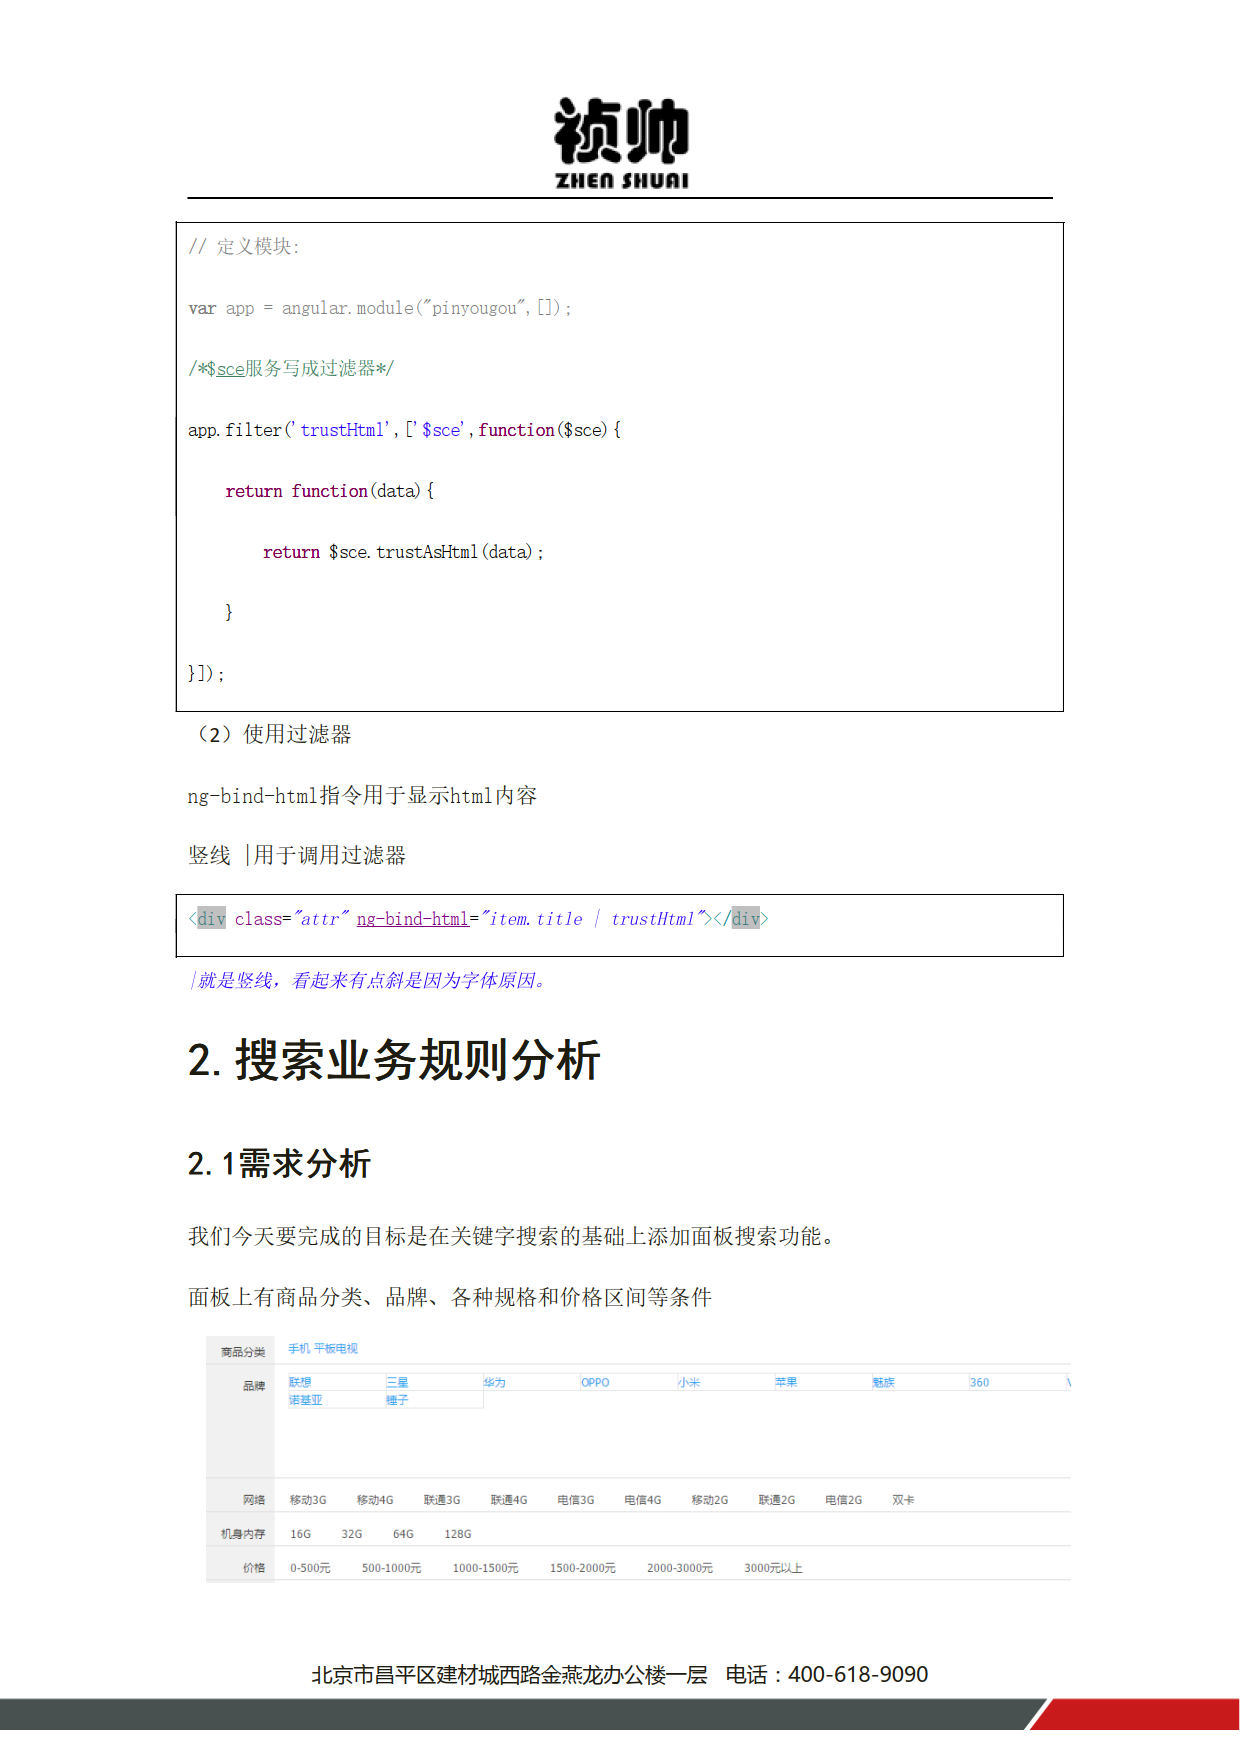 祯帅
ZHEN SHUAI
// 定义模块:
var app = angular.module("pinyougou",[]);
/*$sce服务写成过滤器*/
app.filter('trustHtml',['$sce',function($sce){
return function(data){
return $sce.trustAsHtml(data);
}
}]);
（2）使用过滤器
ng-bind-html指令用于显示html内容
竖线 |用于调用过滤器
<div class="attr" ng-bind-html="item.title | trustHtml"></div>
|就是竖线，看起来有点斜是因为字体原因。
2.搜索业务规则分析
2.1需求分析
我们今天要完成的目标是在关键字搜索的基础上添加面板搜索功能。
面板上有商品分类、品牌、各种规格和价格区间等条件
商品分类 手机 平板电视
品牌 联想 三星 华为 OPPO 小米 苹果 魅族 360
诺基亚 锤子
网络 移动3G 移动4G 联通3G 联通4G 电信3G 电信4G 移动2G 联通2G 电信2G 双卡
机身内存 16G 32G 64G 128G
价格 0-500元 500-1000元 1000-1500元 1500-2000元 2000-3000元 3000元以上
北京市昌平区建材城西路金燕龙办公楼一层 电话：400-618-9090